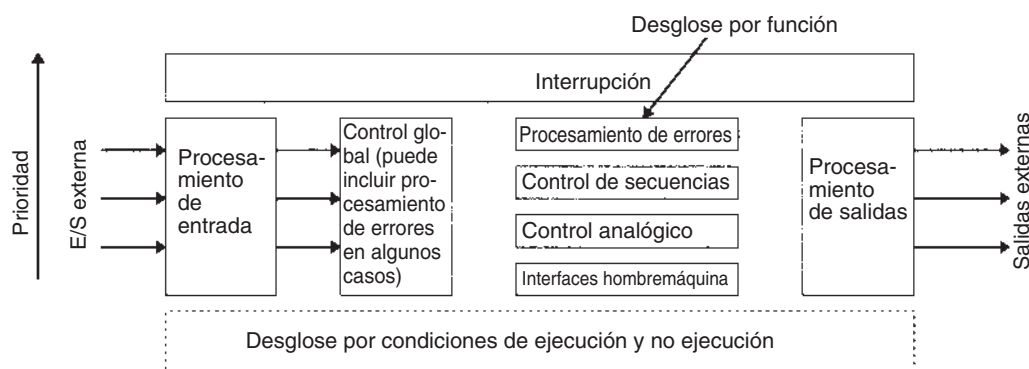 Desglose por función
Interrupción
Prioridad
E/S externa
Procesa-
miento
de
entrada
Control glo-
bal (puede
incluir pro-
cesamiento
de errores
en algunos
casos)
Procesamiento de errores
Control de secuencias
Control analógico
Interfaces hombremáquina
Procesa-
miento
de salidas
Salidas externas
Desglose por condiciones de ejecución y no ejecución